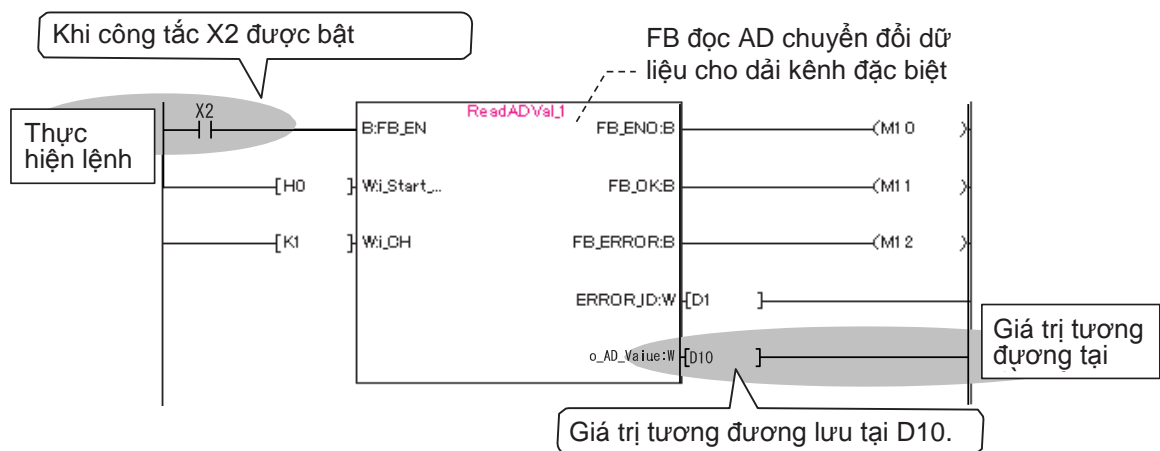 Khi công tắc X2 được bật
FB đọc AD chuyển đổi dữ
liệu cho dải kênh đặc biệt
Thực
hiện lệnh
X2
ReadADVal_1
B:FB_EN
FB_ENO:B
(M10 )
[H0 ]
W:i_Start_...
FB_OK:B
(M11 )
[K1 ]
W:i_CH
FB_ERROR:B
(M12 )
ERROR_ID:W
[D1 ]
o_AD_Value:W
[D10 ]
Giá trị tương
đương tại
Giá trị tương đương lưu tại D10.